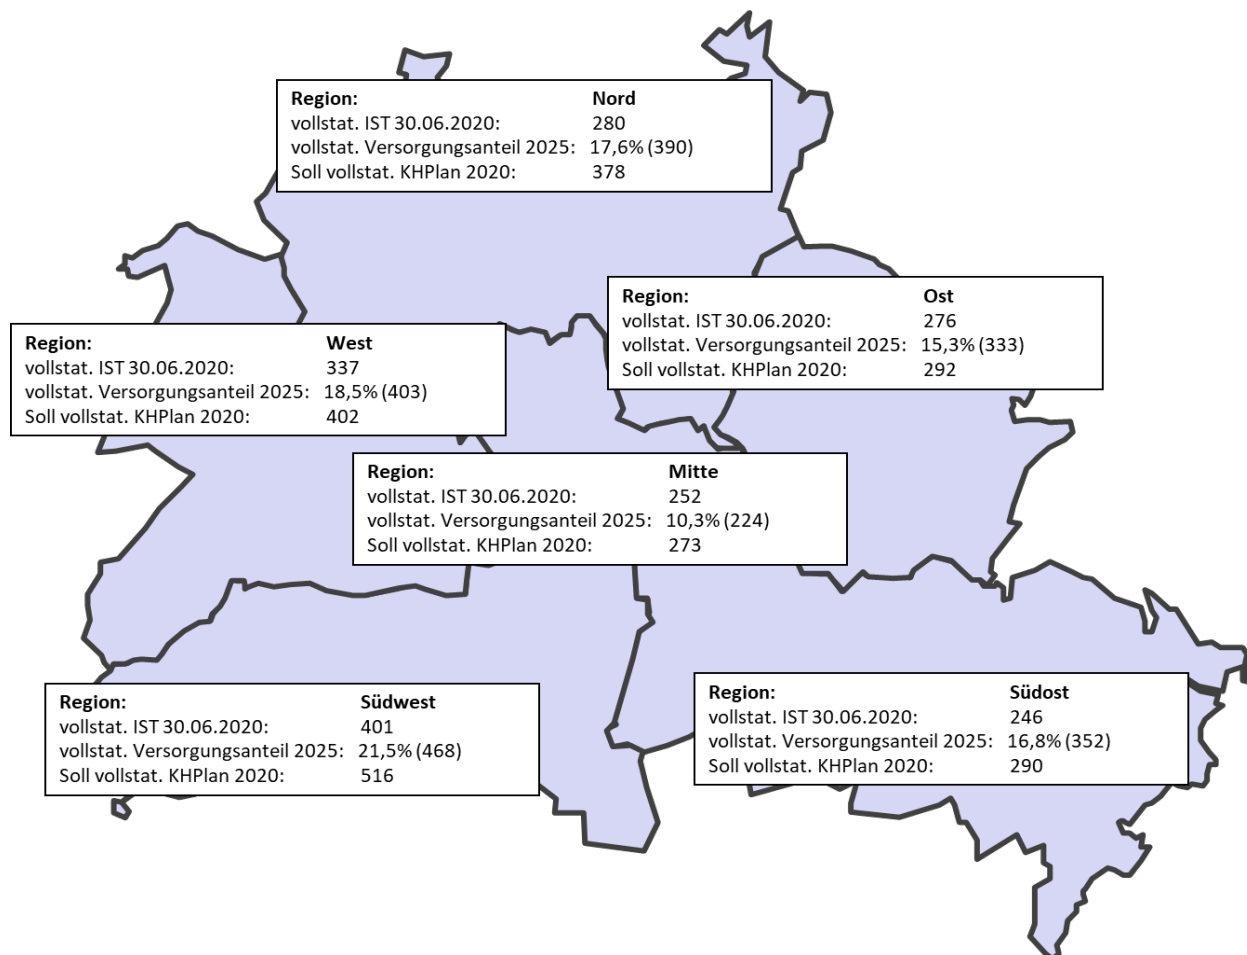 Region: Nord
vollstat. IST 30.06.2020: 280
vollstat. Versorgungsanteil 2025: 17,6% (390)
Soll vollstat. KHPlan 2020: 378
Region: Ost
vollstat. IST 30.06.2020: 276
vollstat. Versorgungsanteil 2025: 15,3% (333)
Soll vollstat. KHPlan 2020: 292
Region: West
vollstat. IST 30.06.2020: 337
vollstat. Versorgungsanteil 2025: 18,5% (403)
Soll vollstat. KHPlan 2020: 402
Region: Mitte
vollstat. IST 30.06.2020: 252
vollstat. Versorgungsanteil 2025: 10,3% (224)
Soll vollstat. KHPlan 2020: 273
Region: Südwest
vollstat. IST 30.06.2020: 401
vollstat. Versorgungsanteil 2025: 21,5% (468)
Soll vollstat. KHPlan 2020: 516
Region: Südost
vollstat. IST 30.06.2020: 246
vollstat. Versorgungsanteil 2025: 16,8% (352)
Soll vollstat. KHPlan 2020: 290